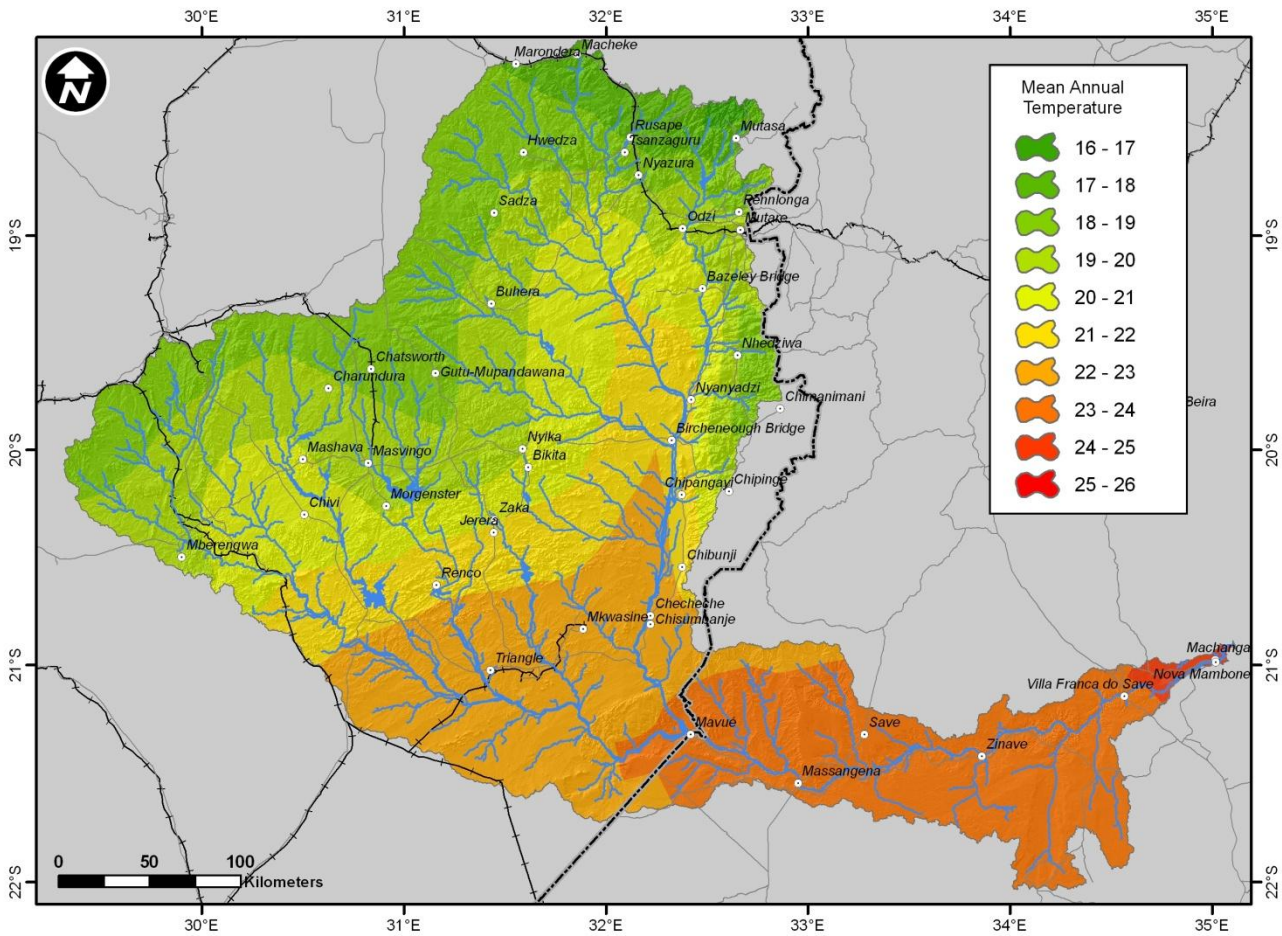 30°E 31°E 32°E 33°E 34°E 35°E
N
Marondera
Macheke
Mean Annual
Temperature
16 - 17
17 - 18
18 - 19
19 - 20
20 - 21
21 - 22
22 - 23
23 - 24
24 - 25
25 - 26
Rusape
Mutasa
Hwedza
Tsanzaguru
Nyazura
Sadza
Rennlonga
Odzi
Mutare
19°S
19°S
Bazeley Bridge
Buhera
Nhedziwa
Chatsworth
Gutu-Mupandawana
Charundura
Nyanyadzi
Chimanimani
Beira
Bircheneough Bridge
Nyika
Mashava
Masvingo
Bikita
20°S
20°S
Chipangayi
Chipinge
Morgenster
Chivi
Zaka
Jerera
Mberengwa
Chibunji
Renco
Checheche
Mkwasine
Chisumbanje
Triangle
21°S
21°S
Machanga
Nova Mambone
Villa Franca do Save
Mavue
Save
Zinave
Massangena
0 50 100
Kilometers
22°S
22°S
30°E 31°E 32°E 33°E 34°E 35°E